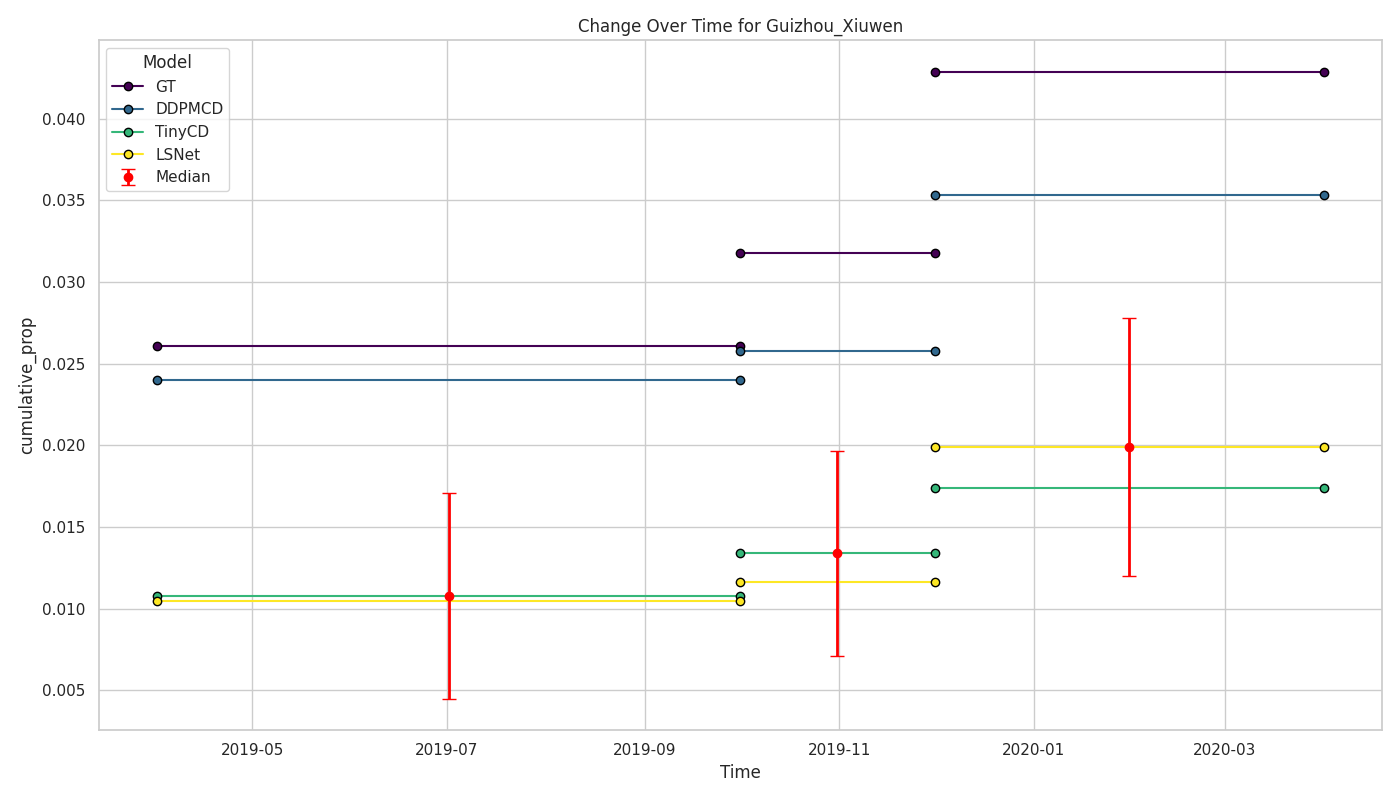 Change Over Time for Guizhou_Xiuwen
Model
GT
DDPMCD
TinyCD
LSNet
Median
cumulative_prop
0.040
0.035
0.030
0.025
0.020
0.015
0.010
0.005
2019-05
2019-07
2019-09
2019-11
2020-01
2020-03
Time